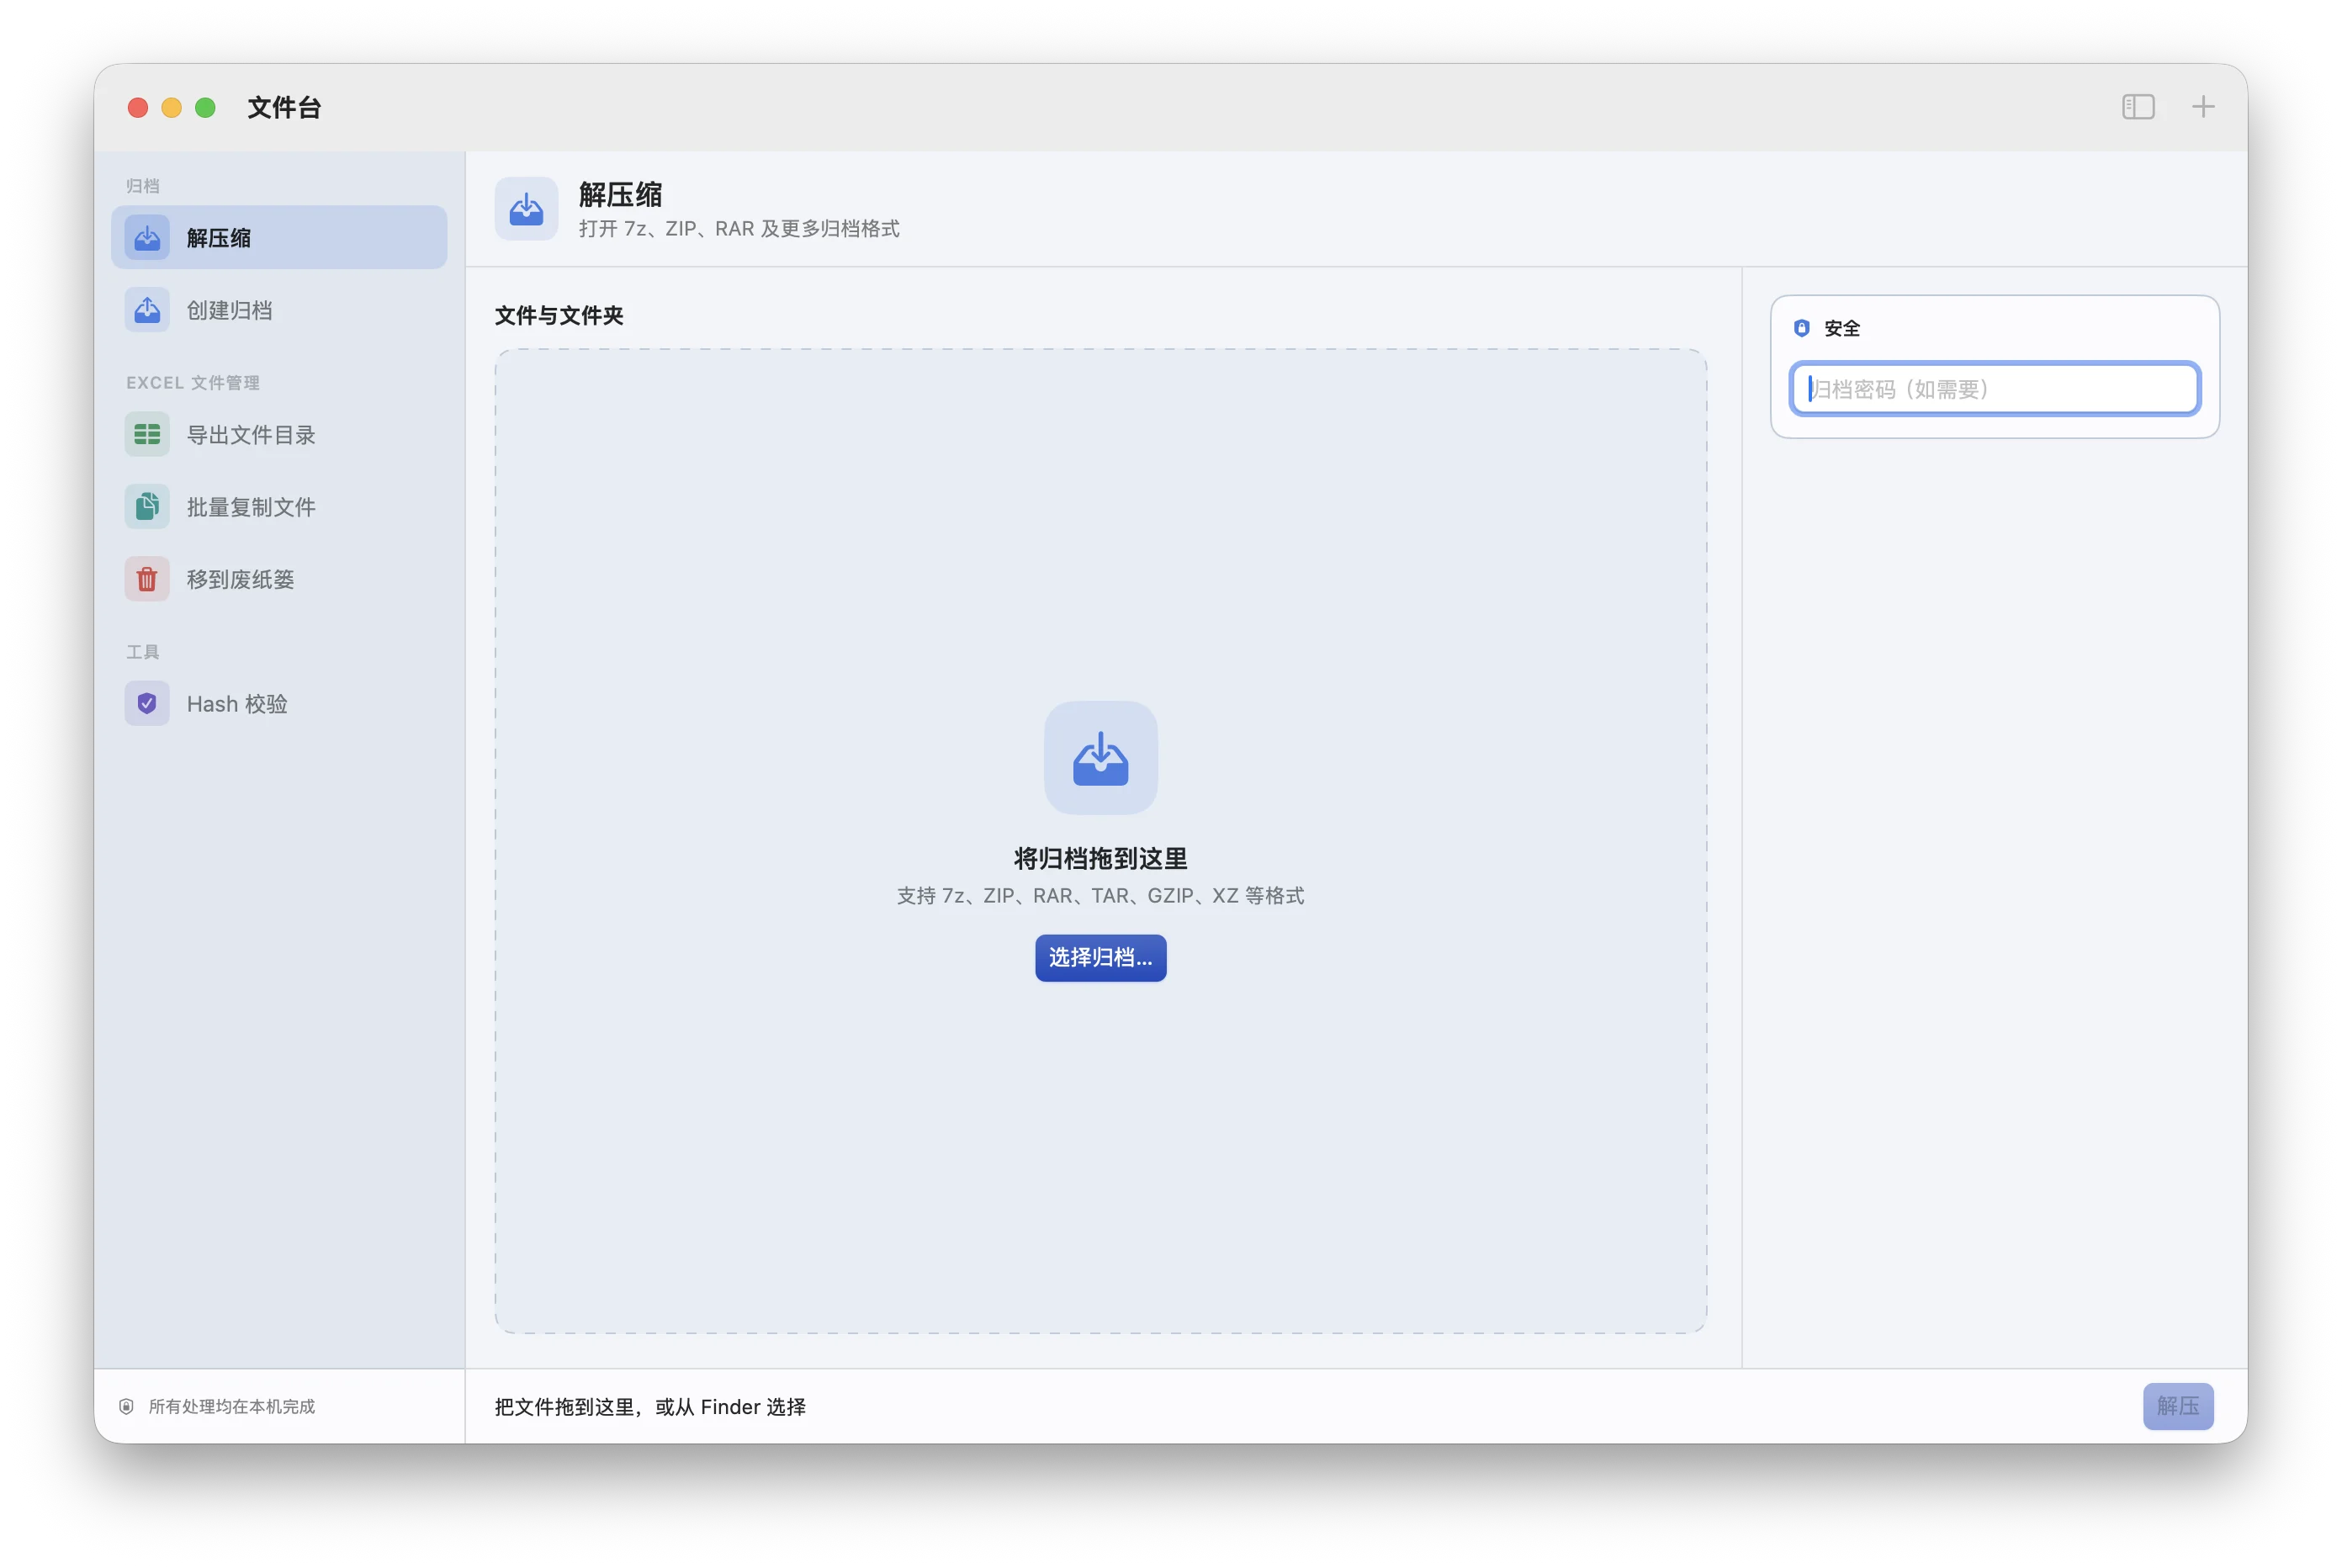 文件台
归档
解压缩
创建归档
EXCEL 文件管理
导出文件目录
批量复制文件
移到废纸篓
工具
Hash 校验
所有处理均在本机完成
解压缩
打开 7z、ZIP、RAR 及更多归档格式
文件与文件夹
将归档拖到这里
支持 7z、ZIP、RAR、TAR、GZIP、XZ 等格式
选择归档...
安全
归档密码（如需要）
把文件拖到这里，或从 Finder 选择
解压